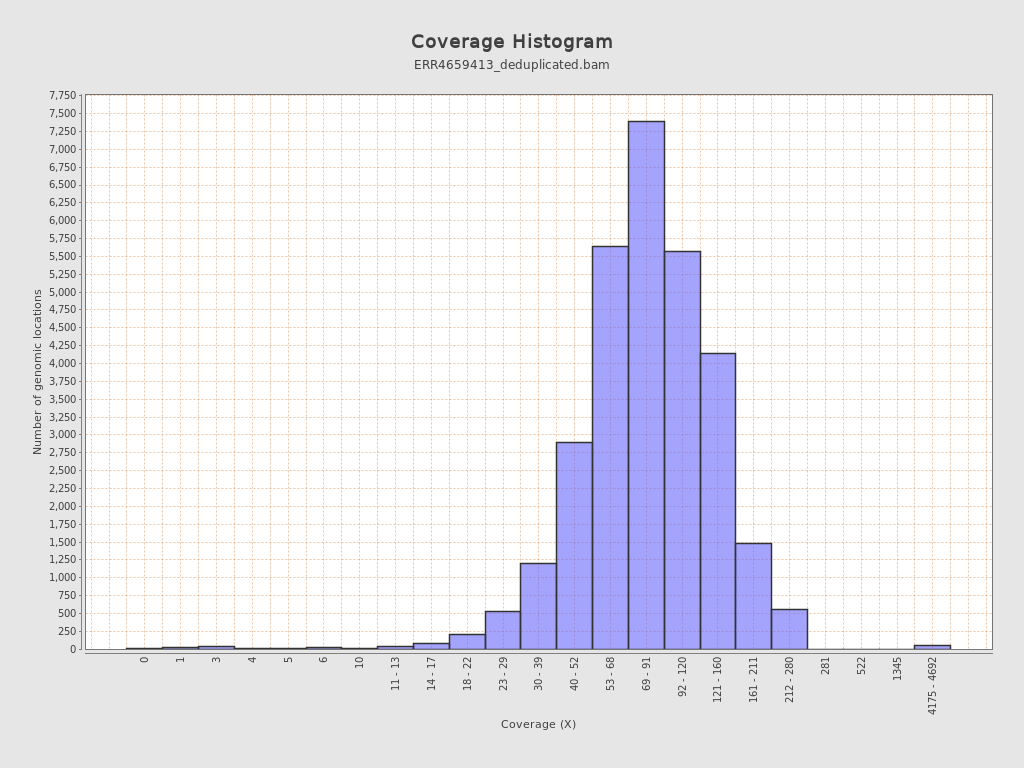 Coverage Histogram
ERR4659413_deduplicated.bam
7,750
7,500
7,250
7,000
6,750
6,500
6,250
6,000
5,750
5,500
5,250
5,000
4,750
4,500
4,250
4,000
3,750
3,500
3,250
3,000
2,750
2,500
2,250
2,000
1,750
1,500
1,250
1,000
750
500
250
0
Number of genomic locations
0
1
3
4
5
6
10
11 - 13
14 - 17
18 - 22
23 - 29
30 - 39
40 - 52
53 - 68
69 - 91
92 - 120
121 - 160
161 - 211
212 - 280
281
522
1345
4175 - 4692
Coverage (X)